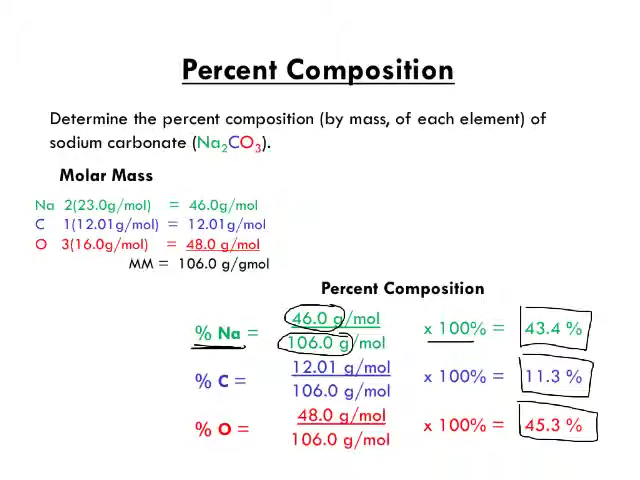 Percent Composition
Determine the percent composition (by mass, of each element) of
sodium carbonate (Na₂CO₃).
Molar Mass
Na 2(23.0g/mol) = 46.0g/mol
C 1(12.01g/mol) = 12.01g/mol
O 3(16.0g/mol) = 48.0 g/mol
MM = 106.0 g/gmol
Percent Composition
% Na = 46.0 g/mol x 100% = 43.4 %
106.0 g/mol
% C = 12.01 g/mol x 100% = 11.3 %
106.0 g/mol
% O = 48.0 g/mol x 100% = 45.3 %
106.0 g/mol